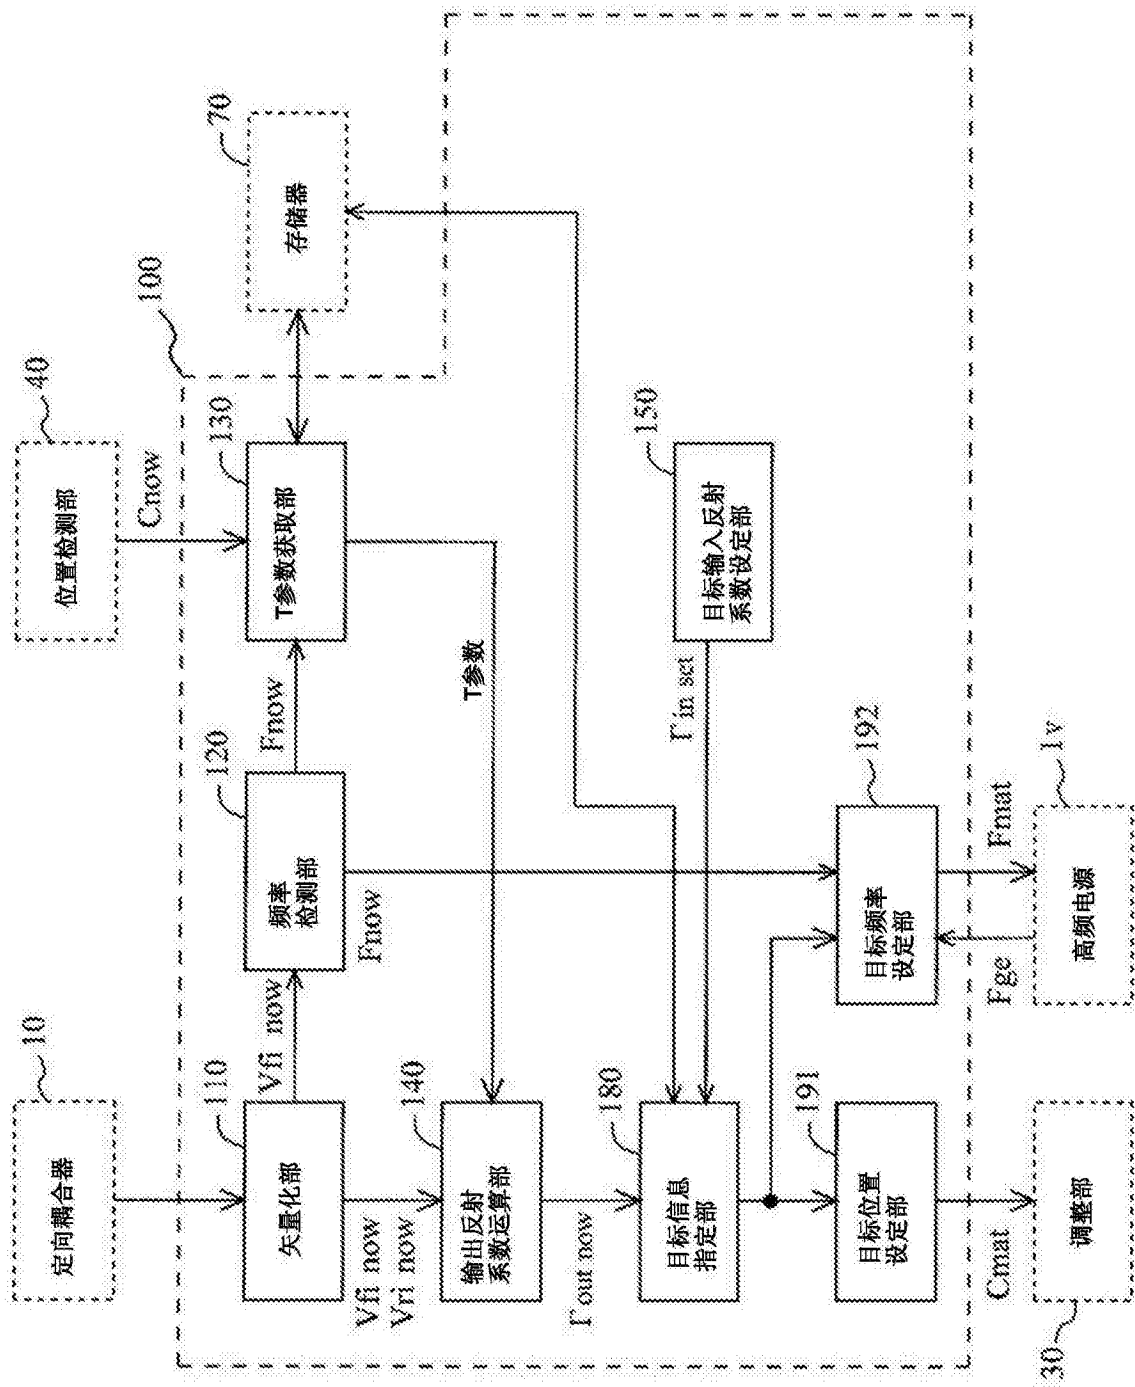 10
定向耦合器
40
位置检测部
Cnow
100
110
矢量化部
Vfi now
120
频率
检测部
Fnow
130
T参数获取部
70
存储器
Vfi now
Vri now
Fnow
T参数
140
输出反射
系数运算部
Γout now
150
目标输入反射
系数设定部
Γin set
180
目标信息
指定部
191
目标位置
设定部
192
目标频率
设定部
Cmat
Fge
Fmat
30
调整部
1v
高频电源